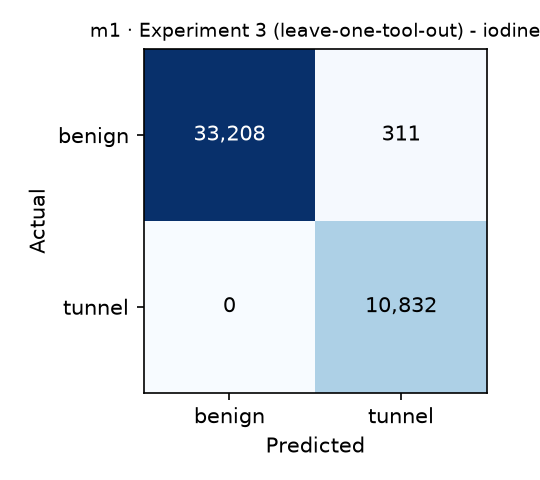 m1 · Experiment 3 (leave-one-tool-out) - iodine
benign
33,208
311
Actual
tunnel
0
10,832
benign
tunnel
Predicted